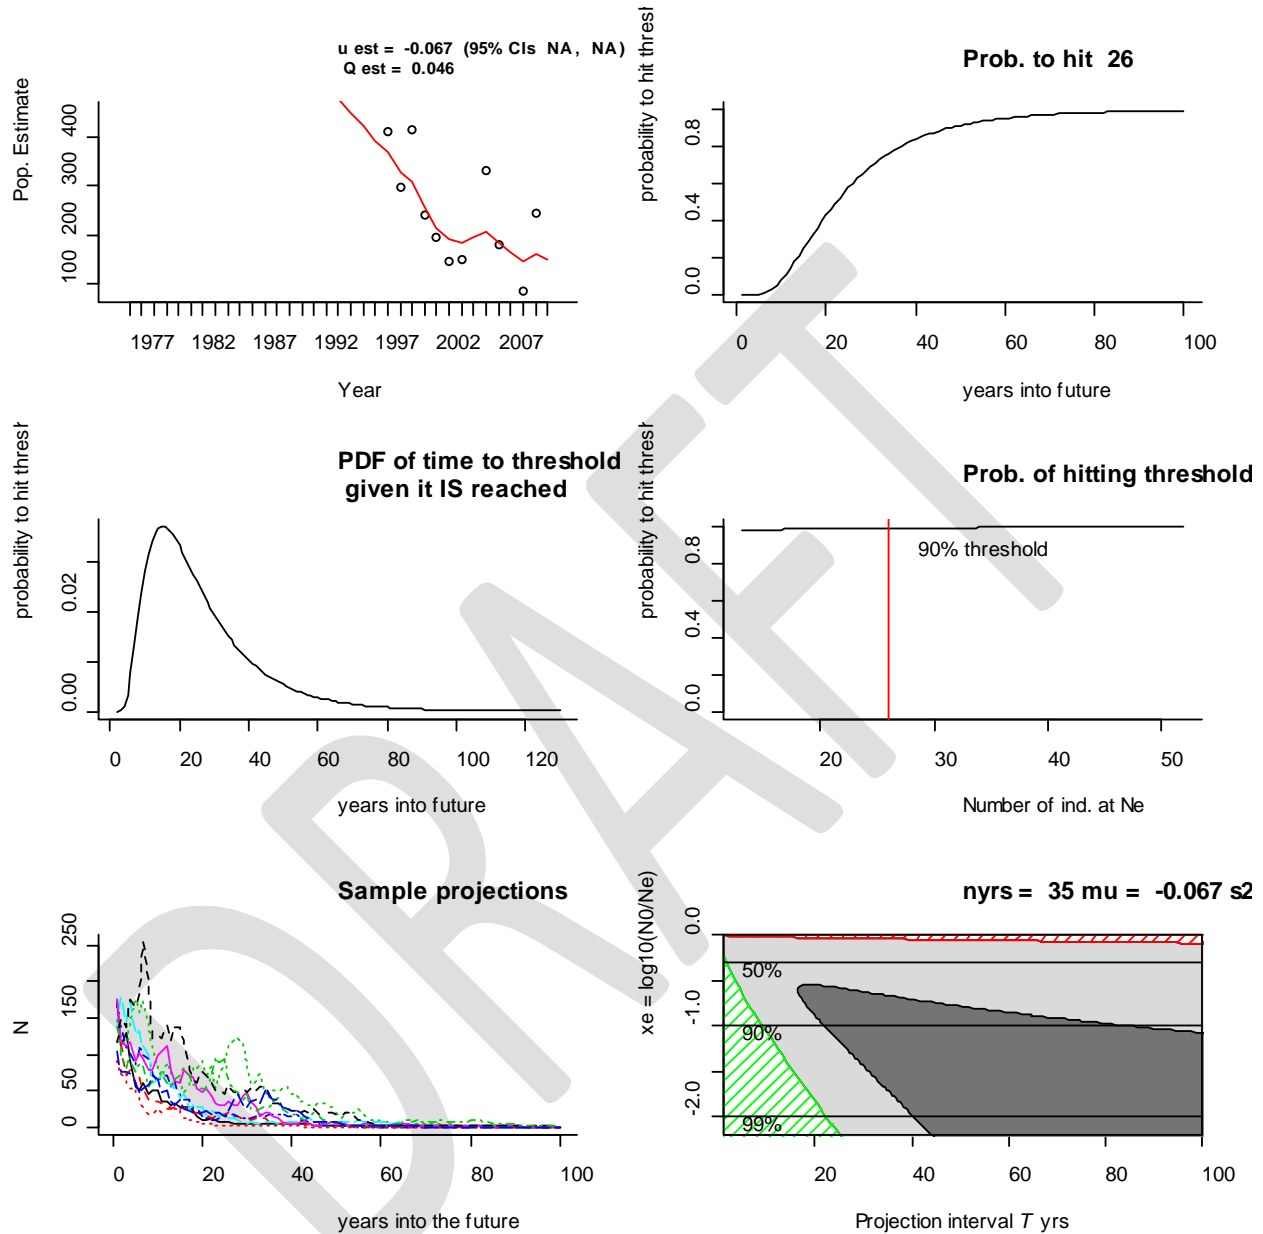 u est = -0.067 (95% CIs NA, NA)
Q est = 0.046
Pop. Estimate
100 200 300 400
1977 1982 1987 1992 1997 2002 2007
Year
Prob. to hit 26
probability to hit thresh
0.0 0.4 0.8
0 20 40 60 80 100
years into future
PDF of time to threshold
given it IS reached
probability to hit thresh
0.00 0.02
0 20 40 60 80 100 120
years into future
Prob. of hitting threshold
probability to hit thresh
0.0 0.4 0.8
90% threshold
20 30 40 50
Number of ind. at Ne
Sample projections
N
0 50 150 250
0 20 40 60 80 100
years into the future
nyrs = 35 mu = -0.067 s2
xe = log10(N0/Ne)
-2.0 -1.0 0.0
50%
90%
99%
20 40 60 80 100
Projection interval T yrs
DRAFT